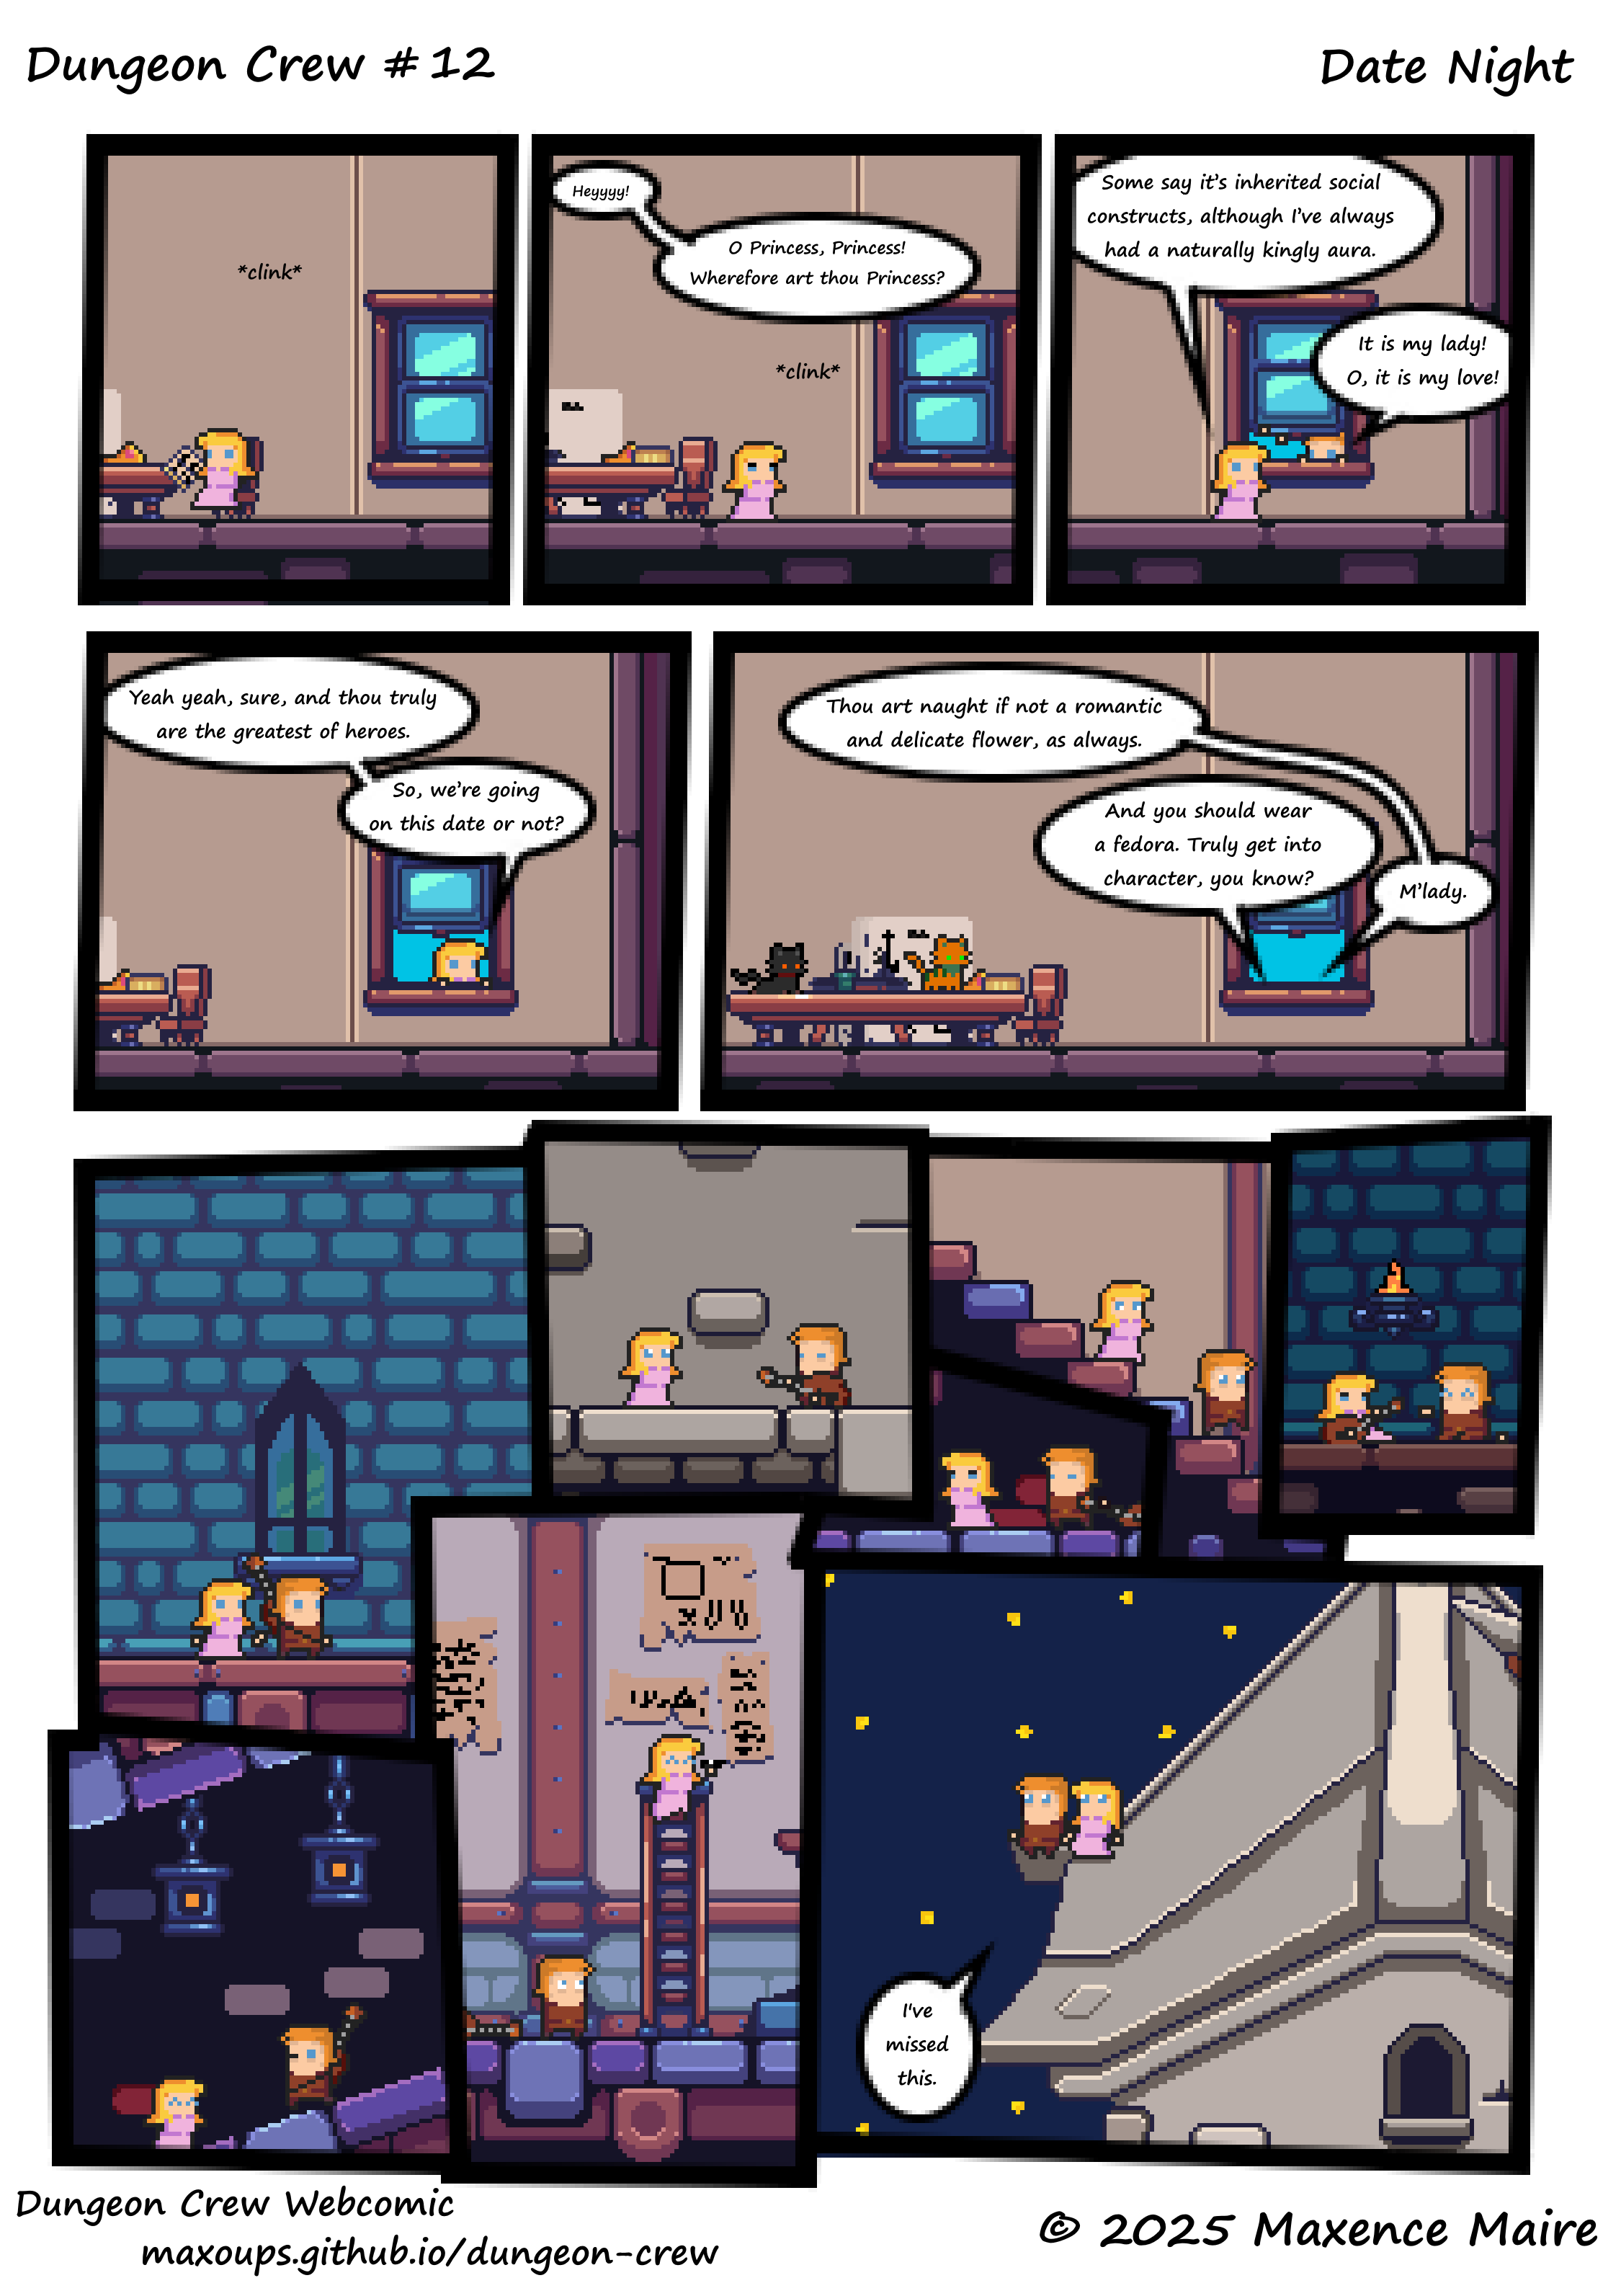 Dungeon Crew # 12
Date Night
*clink*
Heyyyy!
O Princess, Princess!
Wherefore art thou Princess?
*clink*
Some say it's inherited social
constructs, although I've always
had a naturally kingly aura.
It is my lady!
O, it is my love!
Yeah yeah, sure, and thou truly
are the greatest of heroes.
So, we're going
on this date or not?
Thou art naught if not a romantic
and delicate flower, as always.
And you should wear
a fedora. Truly get into
character, you know?
M'lady.
I've
missed
this.
Dungeon Crew Webcomic
maxoups.github.io/dungeon-crew
© 2025 Maxence Maire